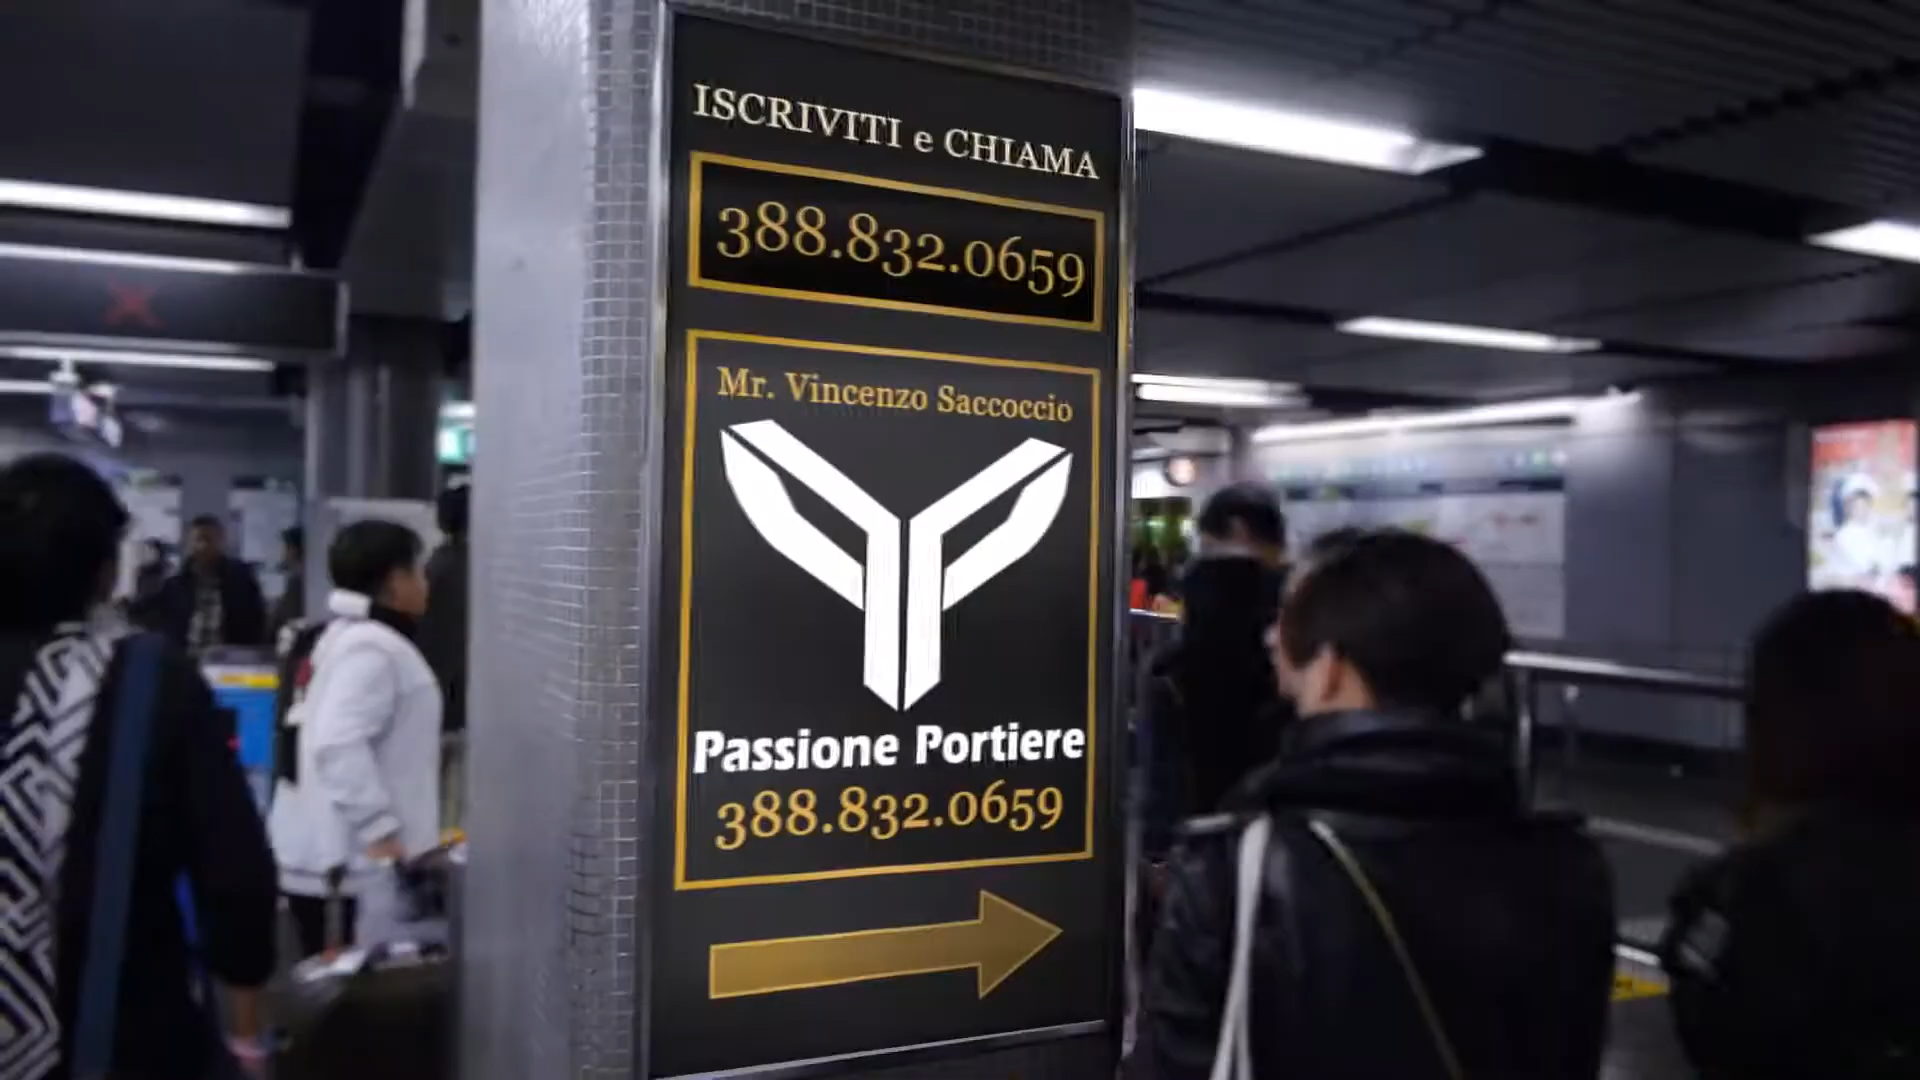 ISCRIVITI e CHIAMA
388.832.0659
Mr. Vincenzo Saccoccio
Passione Portiere
388.832.0659